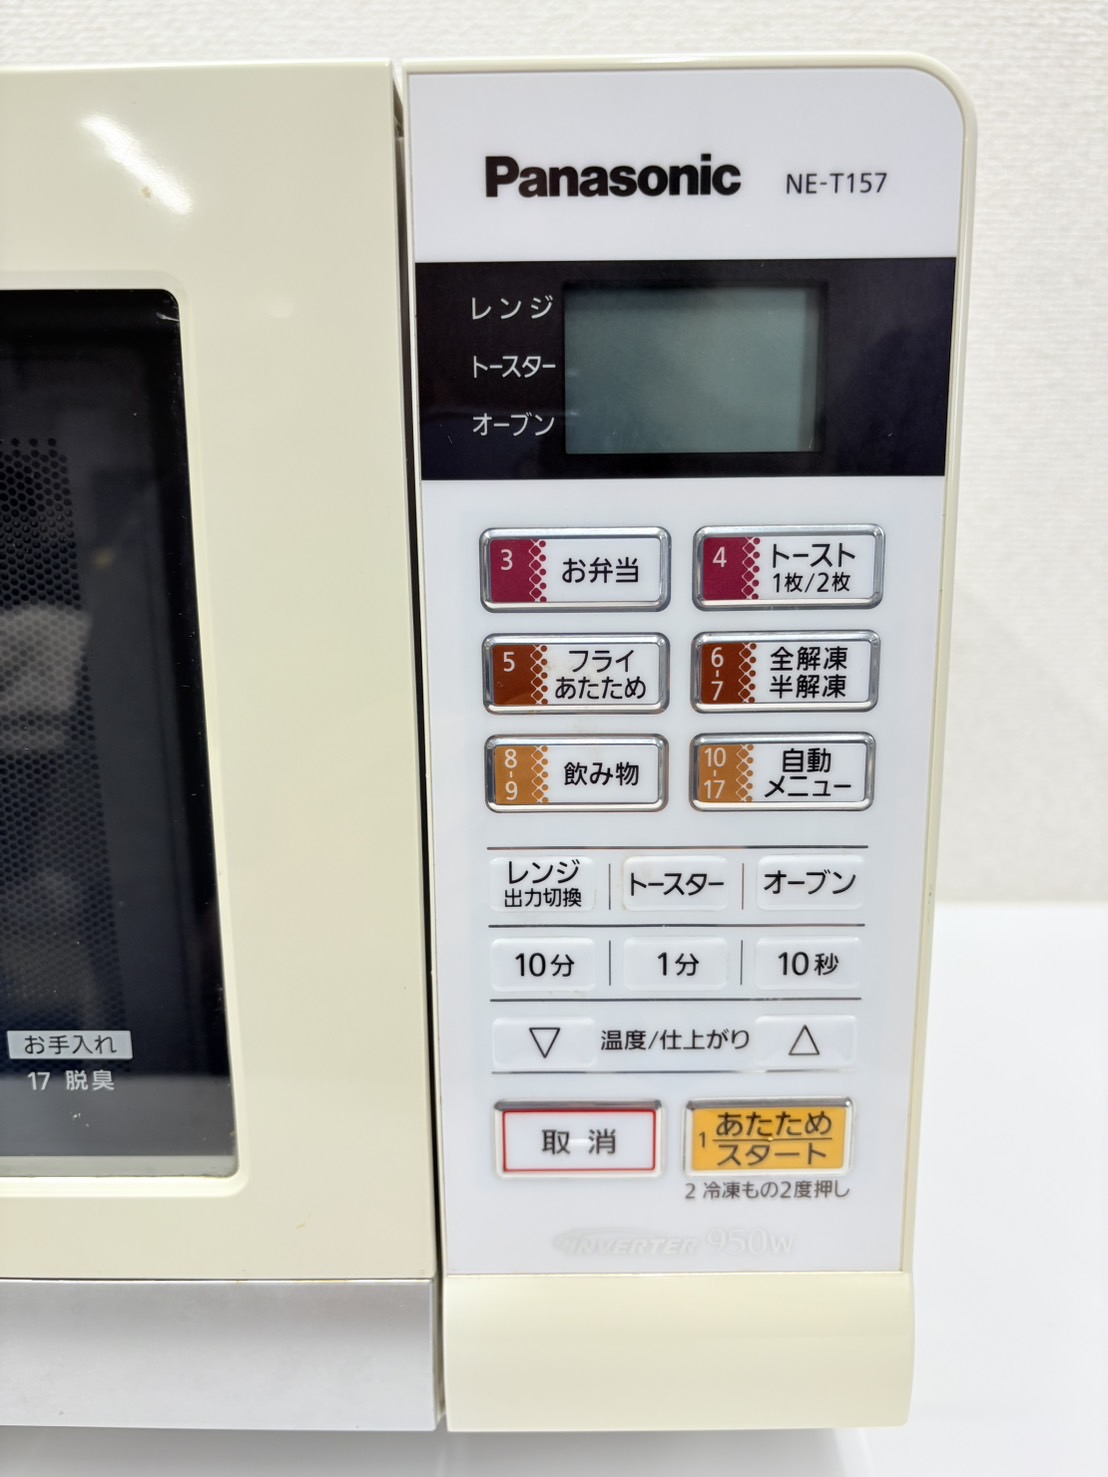 Panasonic NE-T157
レンジ
トースター
オーブン
3 お弁当
4 トースト
1枚/2枚
5 フライ
あたため
6-7 全解凍
半解凍
8-9 飲み物
10-17 自動
メニュー
レンジ
出力切換
トースター
オーブン
10分 1分 10秒
▽ 温度/仕上がり △
お手入れ
17 脱臭
取消
1 あたため
スタート
2 冷凍もの2度押し
INVERTER 950W